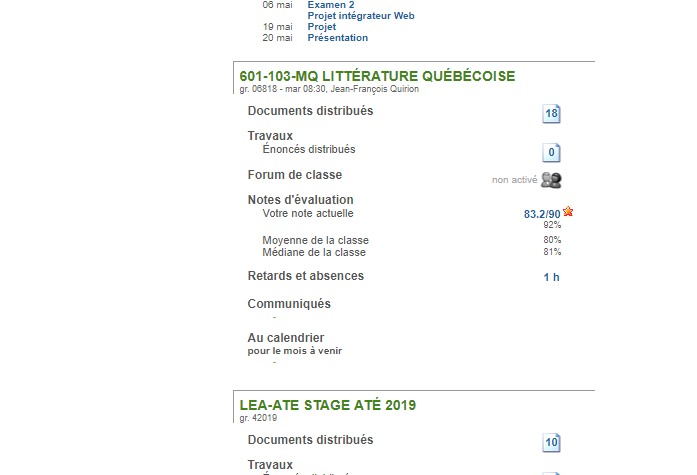 06 mai Examen 2
Projet intégrateur Web
19 mai Projet
20 mai Présentation
601-103-MQ LITTÉRATURE QUÉBÉCOISE
gr. 06818 - mar 08:30, Jean-François Quirion
Documents distribués 18
Travaux
Énoncés distribués 0
Forum de classe non activé
Notes d'évaluation
Votre note actuelle 83.2/90
92%
Moyenne de la classe 80%
Médiane de la classe 81%
Retards et absences 1 h
Communiqués
-
Au calendrier
pour le mois à venir
-
LEA-ATE STAGE ATÉ 2019
gr. 42019
Documents distribués 10
Travaux